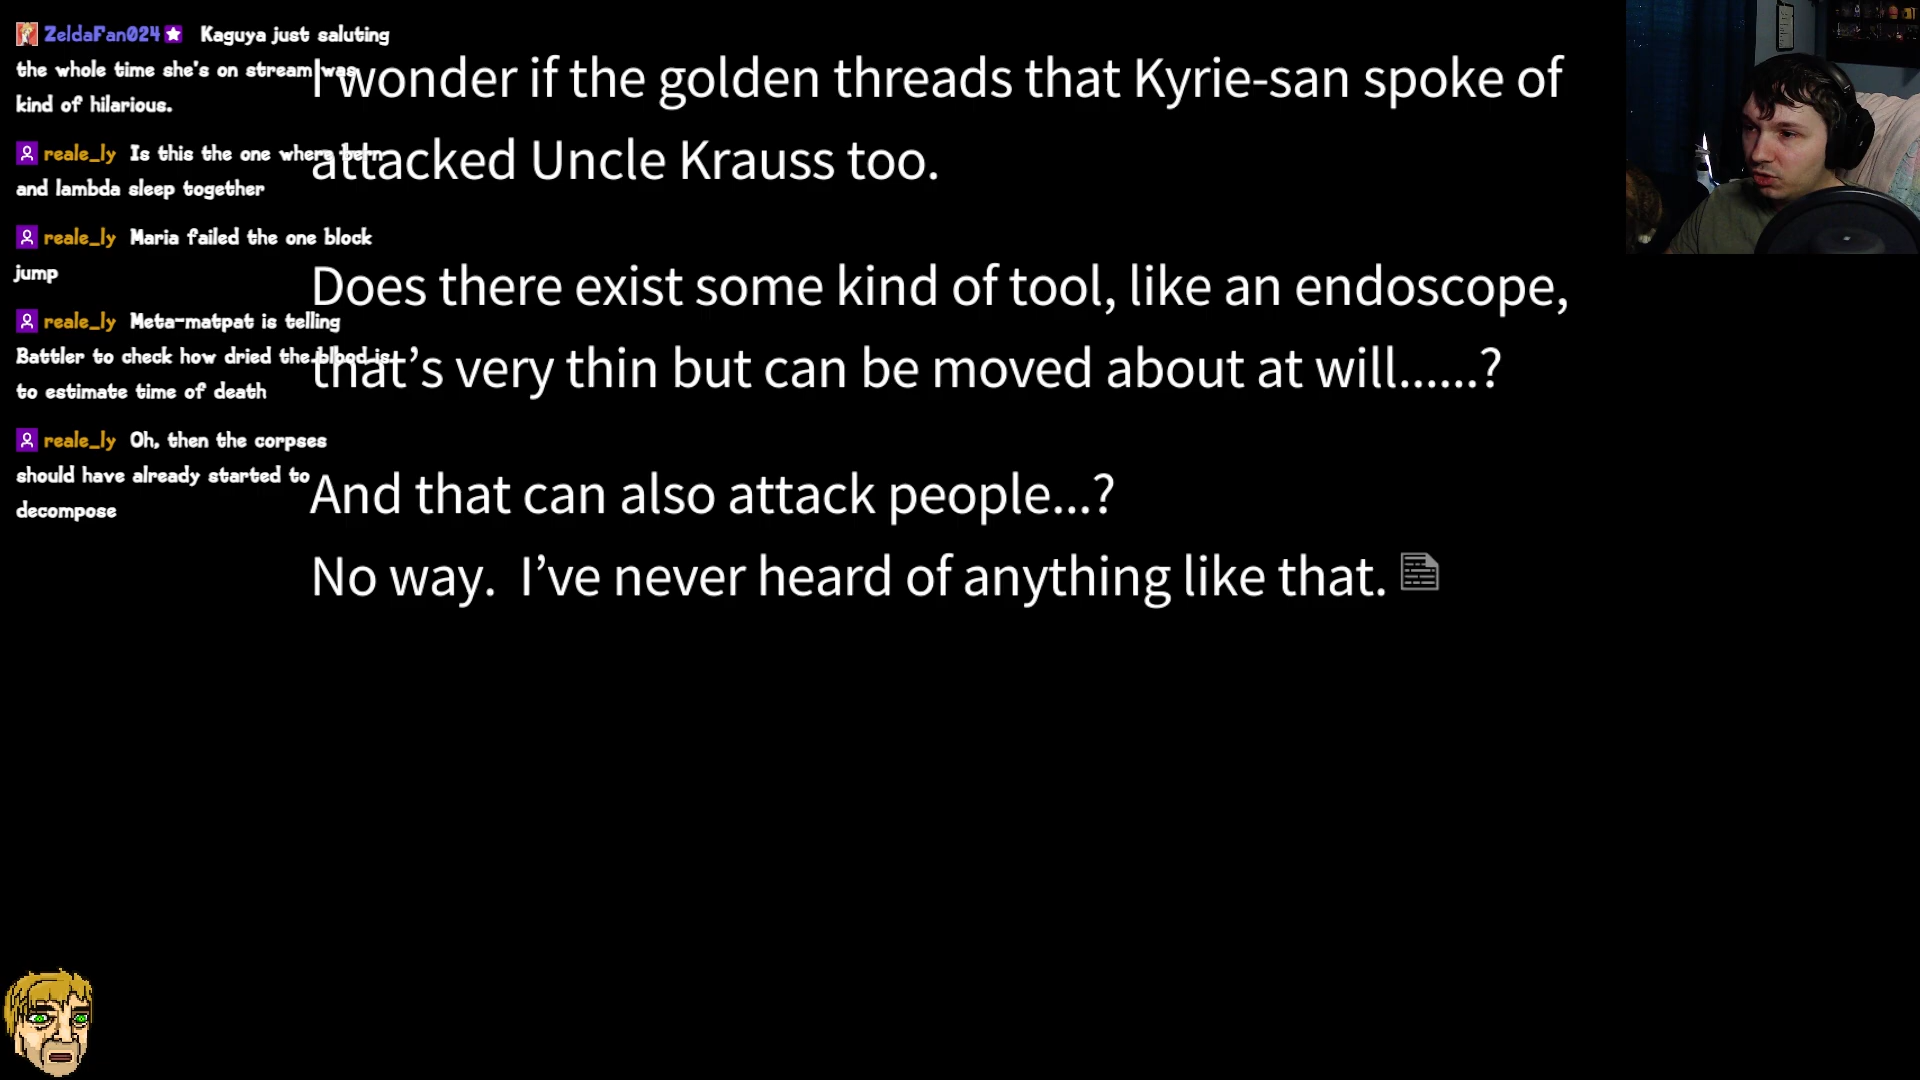 ZeldaFan024 Kaguya just saluting
the whole time she's on stream was
kind of hilarious.
reale_ly Is this the one where bern
and lambda sleep together
reale_ly Maria failed the one block
jump
reale_ly Meta-matpat is telling
Battler to check how dried the blood is
to estimate time of death
reale_ly Oh, then the corpses
should have already started to
decompose
I wonder if the golden threads that Kyrie-san spoke of
attacked Uncle Krauss too.
Does there exist some kind of tool, like an endoscope,
that’s very thin but can be moved about at will......?
And that can also attack people...?
No way.  I’ve never heard of anything like that.